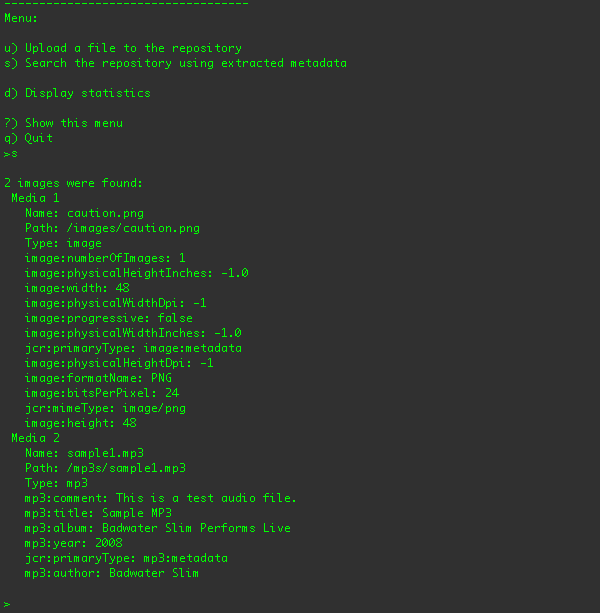 -----------------------------------
Menu:
u) Upload a file to the repository
s) Search the repository using extracted metadata
d) Display statistics
?) Show this menu
q) Quit
>s
2 images were found:
Media 1
Name: caution.png
Path: /images/caution.png
Type: image
image:numberOfImages: 1
image:physicalHeightInches: -1.0
image:width: 48
image:physicalWidthDpi: -1
image:progressive: false
image:physicalWidthInches: -1.0
jcr:primaryType: image:metadata
image:physicalHeightDpi: -1
image:formatName: PNG
image:bitsPerPixel: 24
jcr:mimeType: image/png
image:height: 48
Media 2
Name: sample1.mp3
Path: /mp3s/sample1.mp3
Type: mp3
mp3:comment: This is a test audio file.
mp3:title: Sample MP3
mp3:album: Badwater Slim Performs Live
mp3:year: 2008
jcr:primaryType: mp3:metadata
mp3:author: Badwater Slim
>